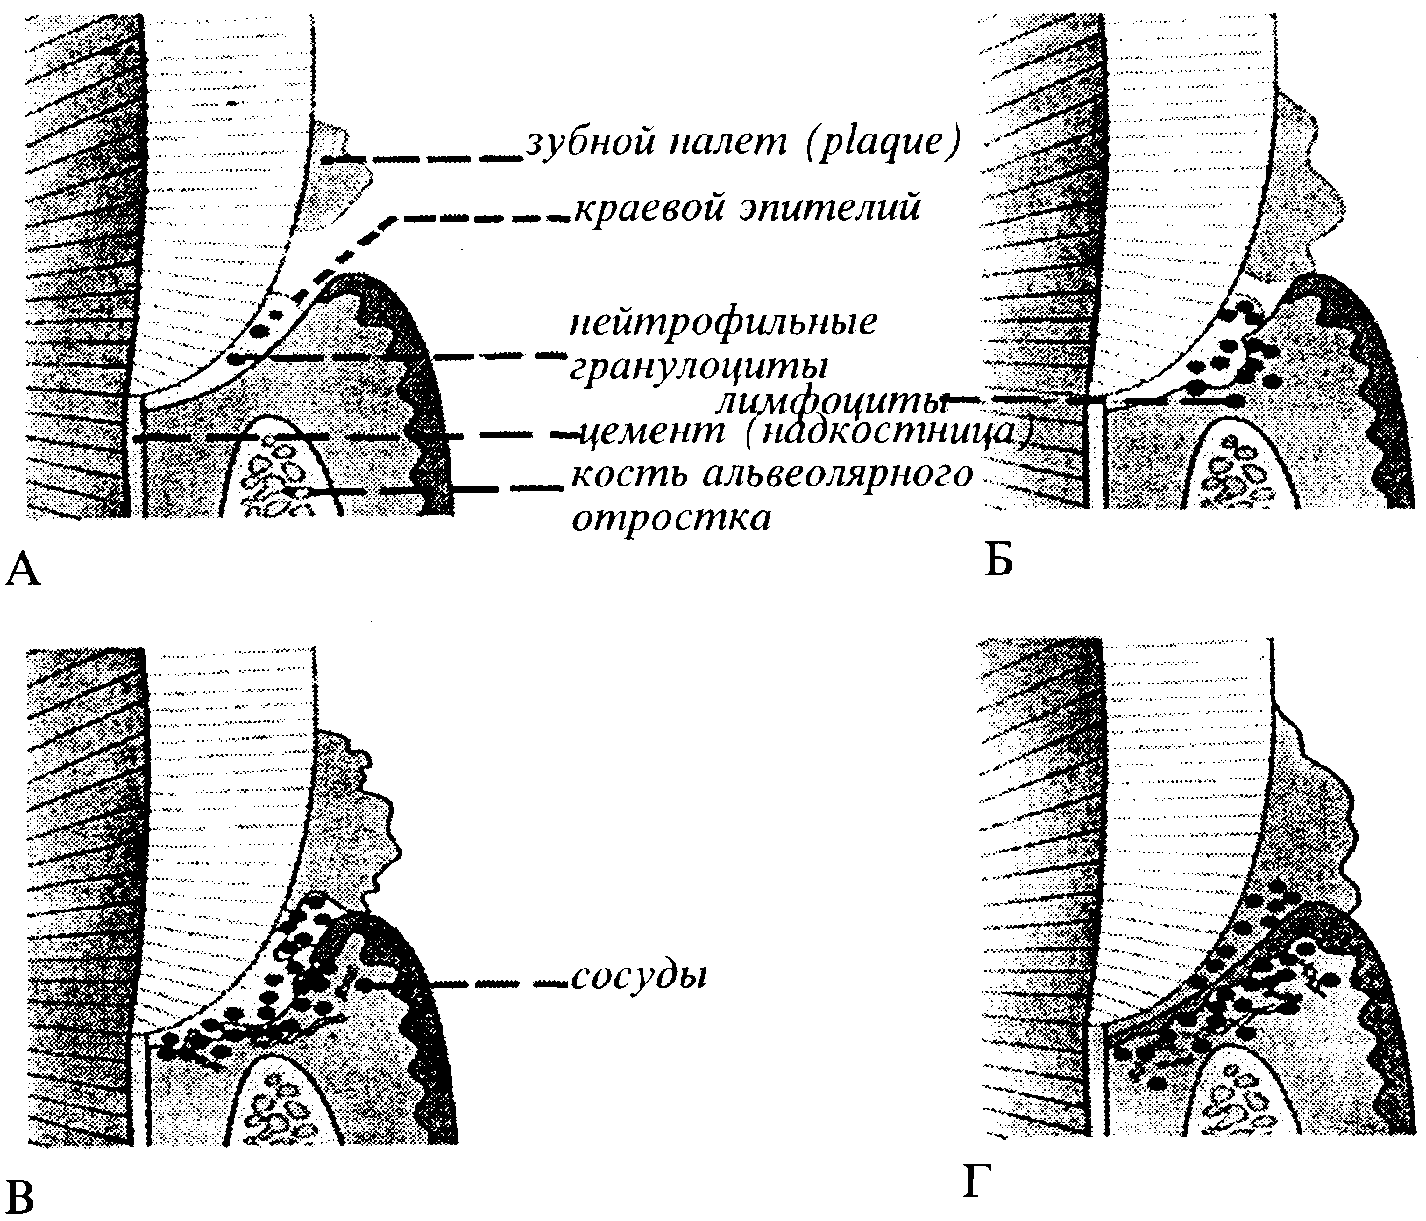 зубной налет (plaque)
краевой эпителий
нейтрофильные
гранулоциты
лимфоциты
цемент (надкостница)
кость альвеолярного
отростка
А
Б
сосуды
В
Г